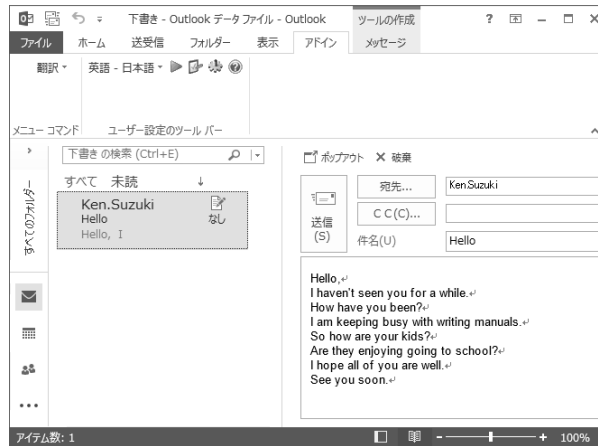 下書き - Outlook データ ファイル - Outlook
ツールの作成
ファイル ホーム 送受信 フォルダー 表示 アドイン メッセージ
翻訳 英語 - 日本語
メニュー コマンド ユーザー設定のツール バー
下書き の検索 (Ctrl+E)
すべて 未読
Ken.Suzuki
Hello なし
Hello, I
すべてのフォルダー
アイテム数: 1
ポップアウト 破棄
送信
(S)
宛先... Ken.Suzuki
C C (C)...
件名(U) Hello
Hello,
I haven't seen you for a while.
How have you been?
I am keeping busy with writing manuals.
So how are your kids?
Are they enjoying going to school?
I hope all of you are well.
See you soon.
100%